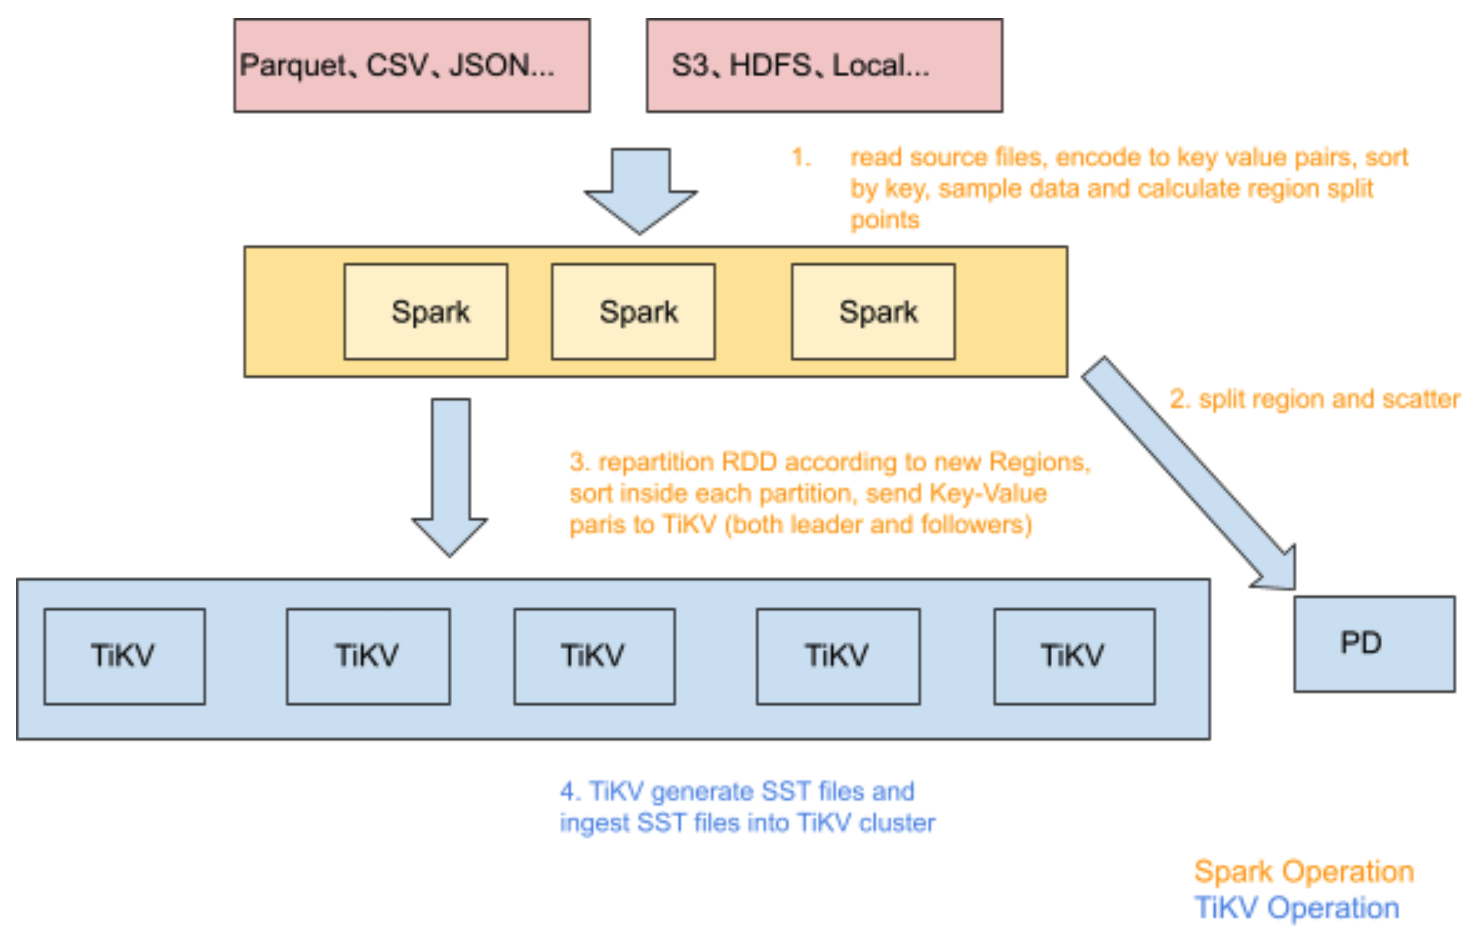 Parquet、CSV、JSON...
S3、HDFS、Local...
1. read source files, encode to key value pairs, sort
by key, sample data and calculate region split
points
Spark
Spark
Spark
2. split region and scatter
3. repartition RDD according to new Regions,
sort inside each partition, send Key-Value
paris to TiKV (both leader and followers)
TiKV
TiKV
TiKV
TiKV
TiKV
PD
4. TiKV generate SST files and
ingest SST files into TiKV cluster
Spark Operation
TiKV Operation